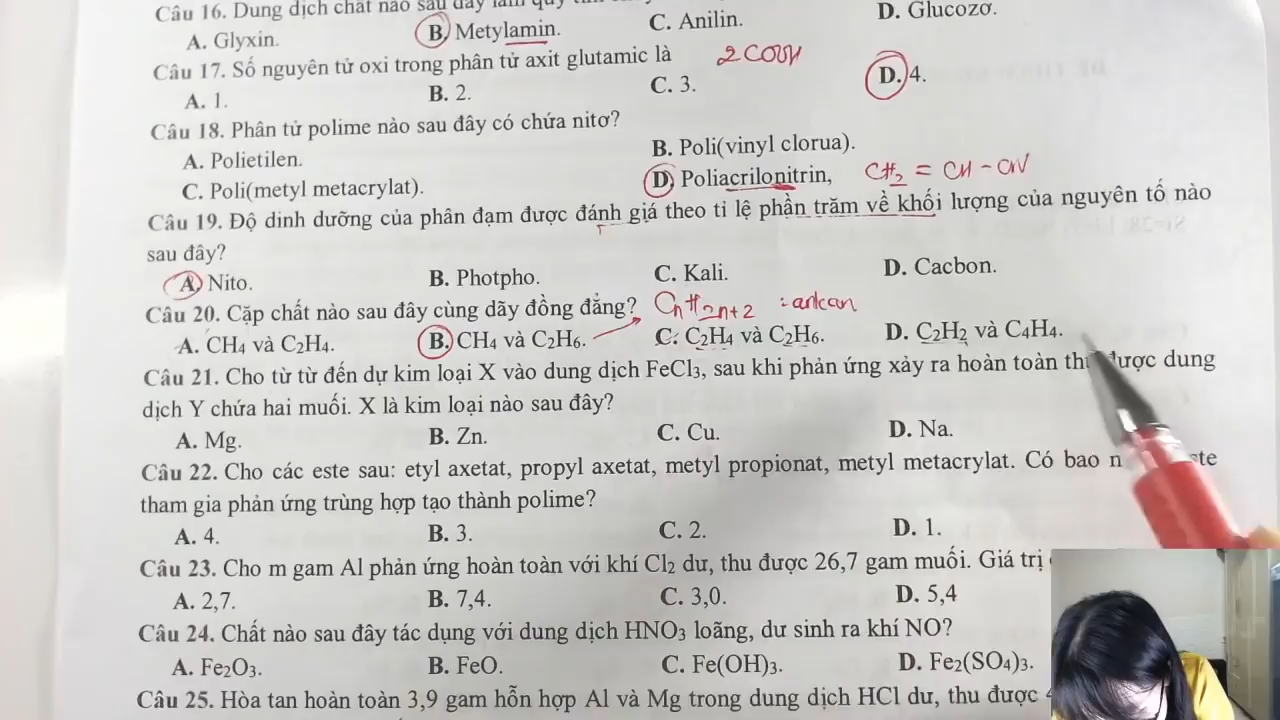 Câu 16. Dung dịch chất nào sau đây làm quỳ tím
A. Glyxin. B. Metylamin. C. Anilin. D. Glucozơ.
Câu 17. Số nguyên tử oxi trong phân tử axit glutamic là 2COOH
A. 1. B. 2. C. 3. D. 4.
Câu 18. Phân tử polime nào sau đây có chứa nitơ?
A. Polietilen. B. Poli(vinyl clorua).
C. Poli(metyl metacrylat). D. Poliacrilonitrin, CH2 = CH - CN
Câu 19. Độ dinh dưỡng của phân đạm được đánh giá theo tỉ lệ phần trăm về khối lượng của nguyên tố nào
sau đây?
A. Nito. B. Photpho. C. Kali. D. Cacbon.
Câu 20. Cặp chất nào sau đây cùng dãy đồng đẳng? CnH2n+2 : ankan
A. CH4 và C2H4. B. CH4 và C2H6. C. C2H4 và C2H6. D. C2H2 và C4H4.
Câu 21. Cho từ từ đến dự kim loại X vào dung dịch FeCl3, sau khi phản ứng xảy ra hoàn toàn được dung
dịch Y chứa hai muối. X là kim loại nào sau đây?
A. Mg. B. Zn. C. Cu. D. Na.
Câu 22. Cho các este sau: etyl axetat, propyl axetat, metyl propionat, metyl metacrylat. Có bao
tham gia phản ứng trùng hợp tạo thành polime?
A. 4. B. 3. C. 2. D. 1.
Câu 23. Cho m gam Al phản ứng hoàn toàn với khí Cl2 dư, thu được 26,7 gam muối. Giá trị
A. 2,7. B. 7,4. C. 3,0. D. 5,4
Câu 24. Chất nào sau đây tác dụng với dung dịch HNO3 loãng, dư sinh ra khí NO?
A. Fe2O3. B. FeO. C. Fe(OH)3. D. Fe2(SO4)3.
Câu 25. Hòa tan hoàn toàn 3,9 gam hỗn hợp Al và Mg trong dung dịch HCl dư, thu được